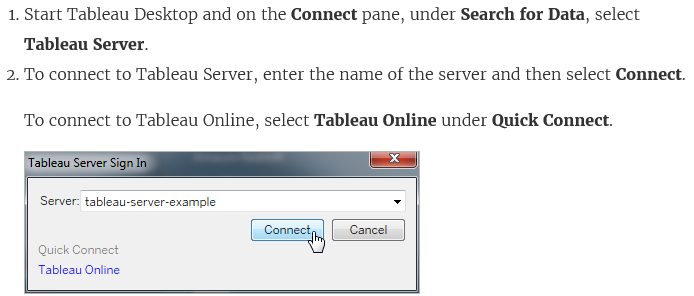 1. Start Tableau Desktop and on the Connect pane, under Search for Data, select
Tableau Server.
2. To connect to Tableau Server, enter the name of the server and then select Connect.
To connect to Tableau Online, select Tableau Online under Quick Connect.
Tableau Server Sign In
Server: tableau-server-example
Connect Cancel
Quick Connect
Tableau Online